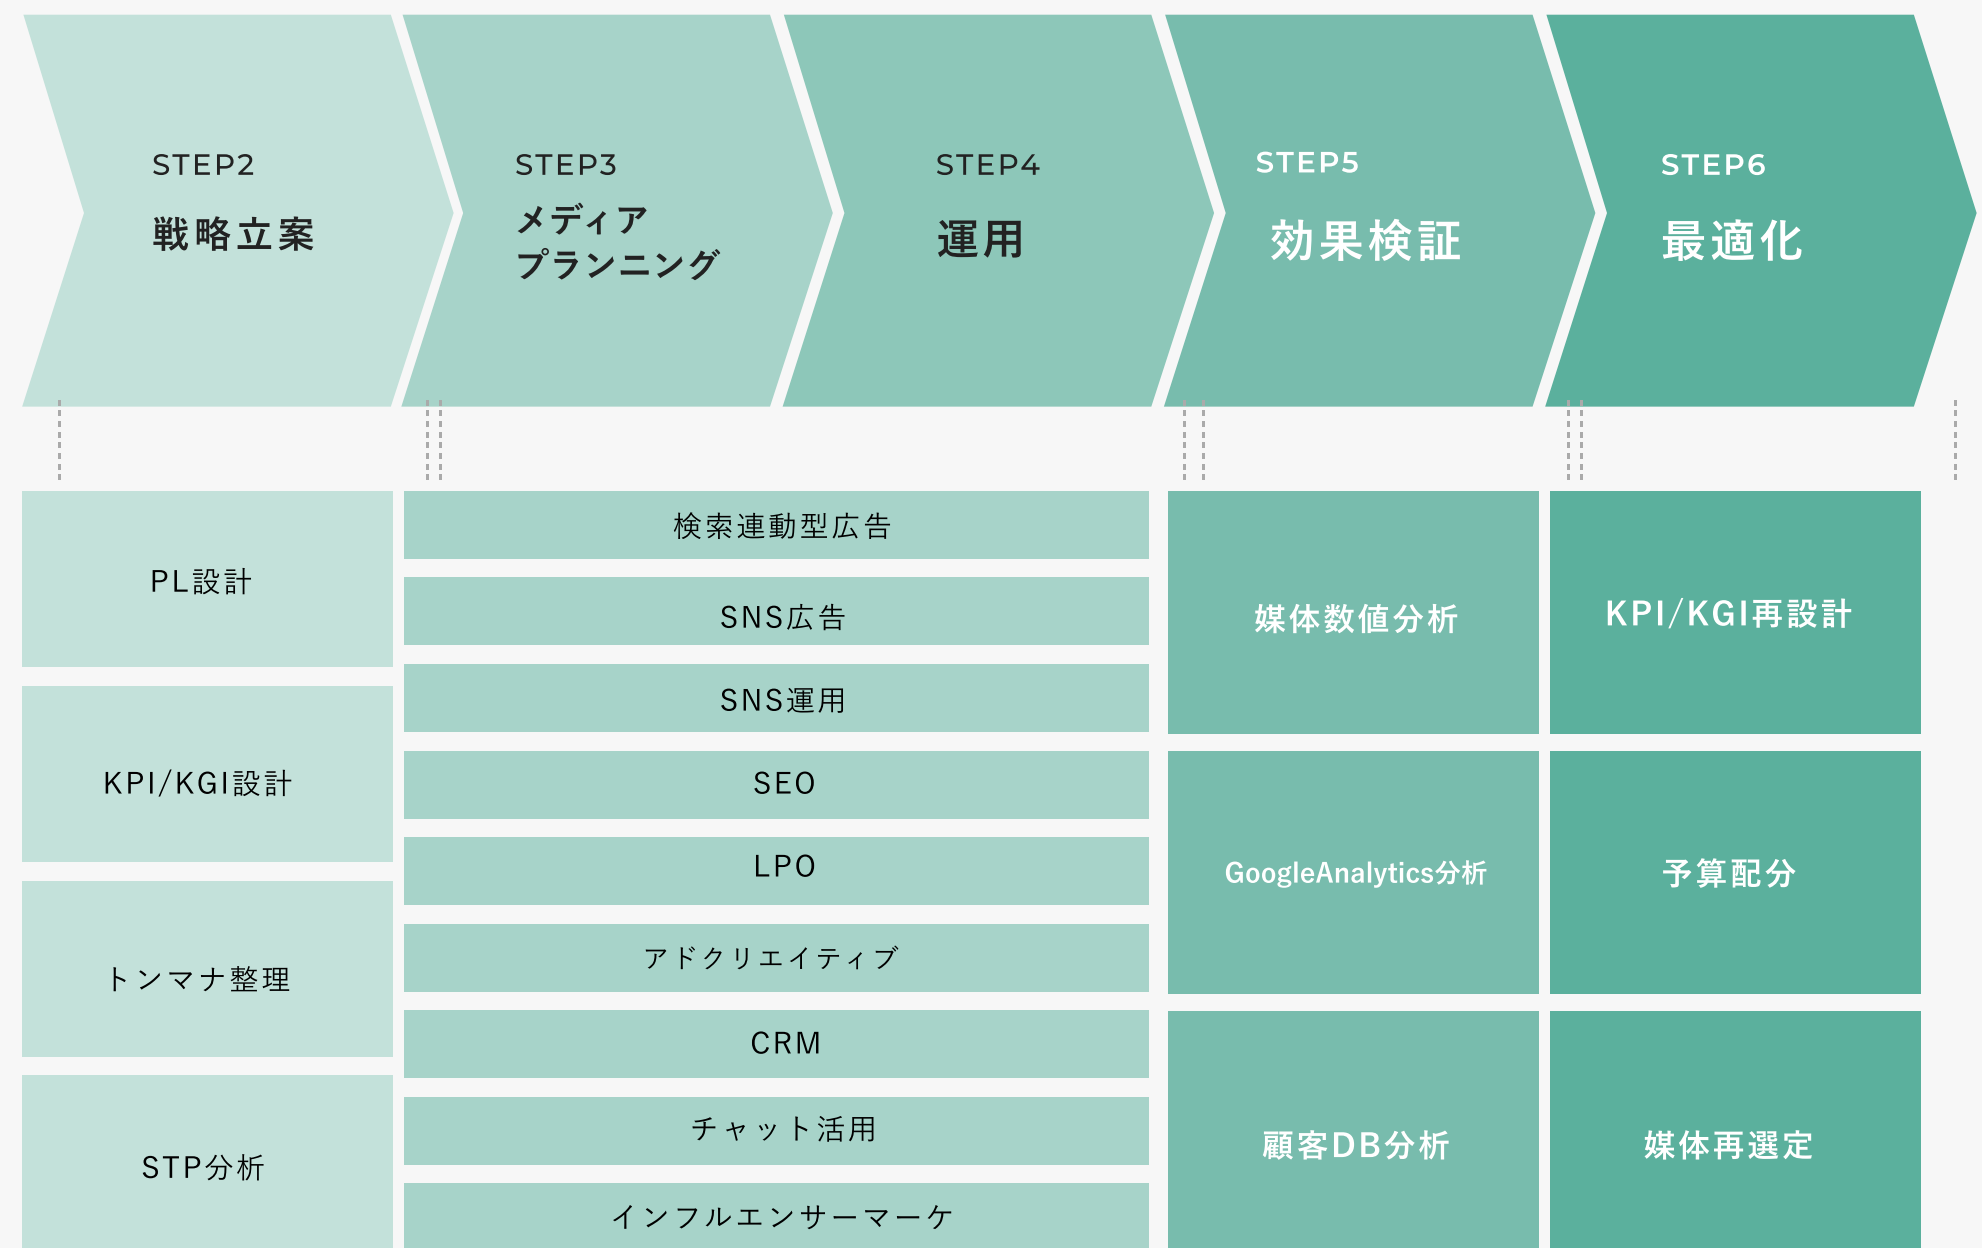 STEP2
戦略立案
STEP3
メディア
プランニング
STEP4
運用
STEP5
効果検証
STEP6
最適化
PL設計
KPI/KGI設計
トンマナ整理
STP分析
検索連動型広告
SNS広告
SNS運用
SEO
LPO
アドクリエイティブ
CRM
チャット活用
インフルエンサーマーケ
媒体数値分析
GoogleAnalytics分析
顧客DB分析
KPI/KGI再設計
予算配分
媒体再選定